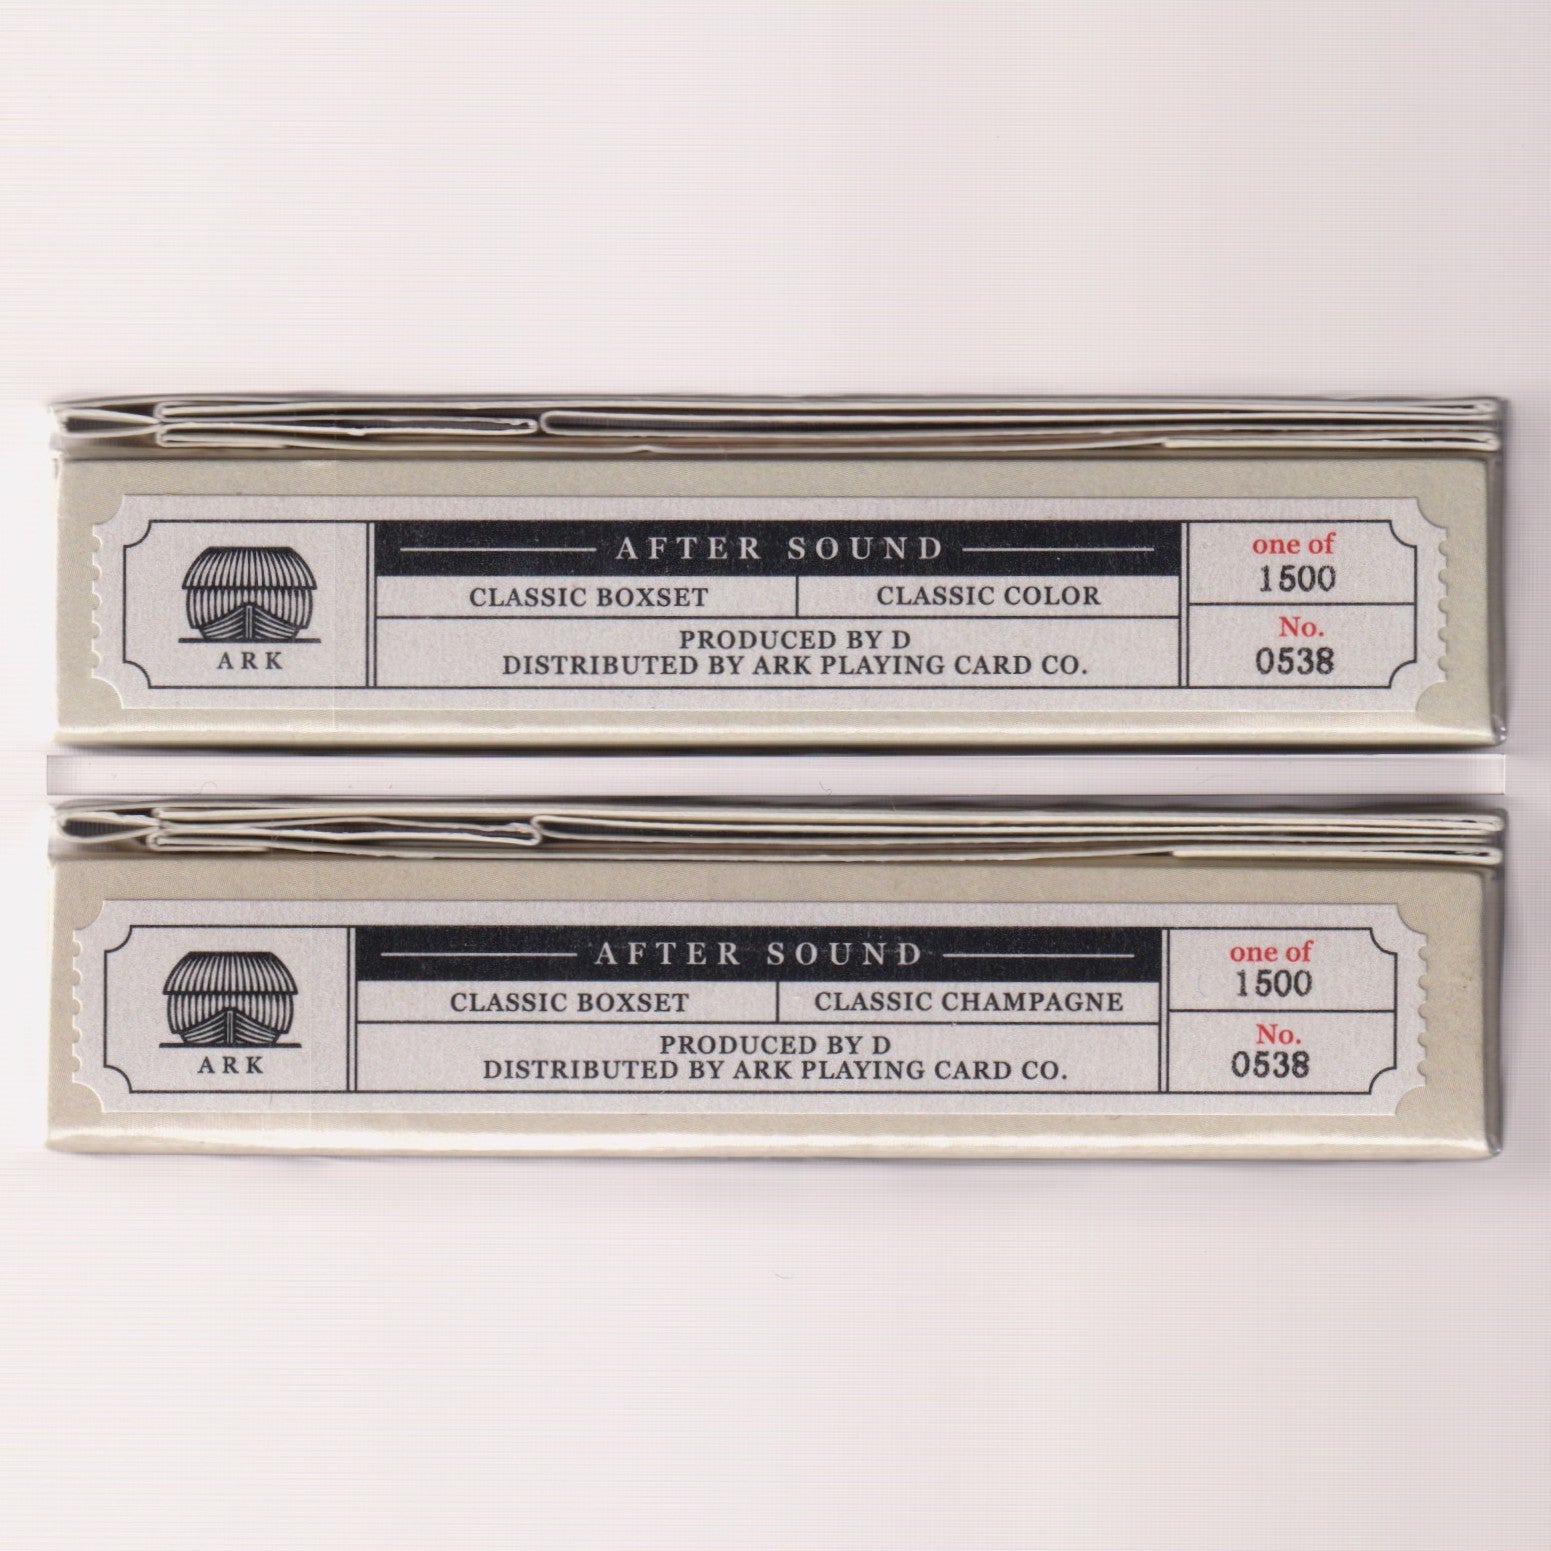 ARK
AFTER SOUND
CLASSIC BOXSET
CLASSIC COLOR
PRODUCED BY D
DISTRIBUTED BY ARK PLAYING CARD CO.
one of
1500
No.
0538
ARK
AFTER SOUND
CLASSIC BOXSET
CLASSIC CHAMPAGNE
PRODUCED BY D
DISTRIBUTED BY ARK PLAYING CARD CO.
one of
1500
No.
0538